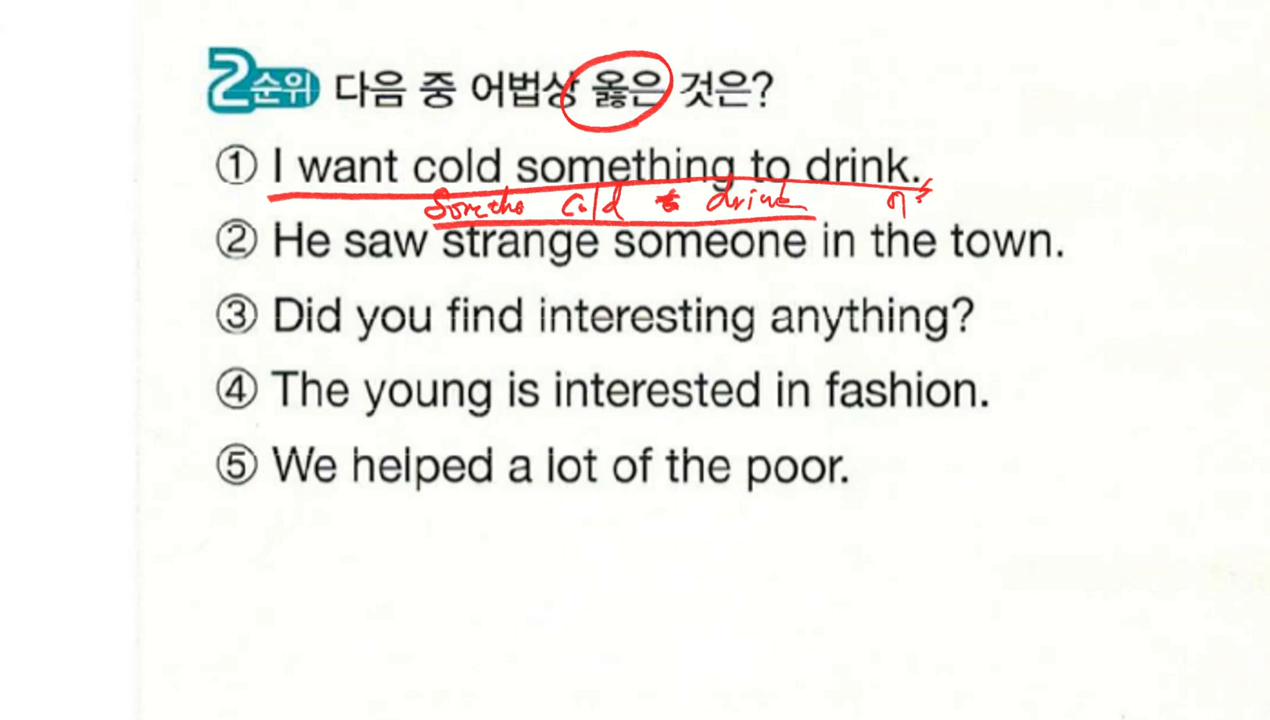 2순위 다음 중 어법상 옳은 것은?
① I want cold something to drink.
cold to drink
② He saw strange someone in the town.
③ Did you find interesting anything?
④ The young is interested in fashion.
⑤ We helped a lot of the poor.